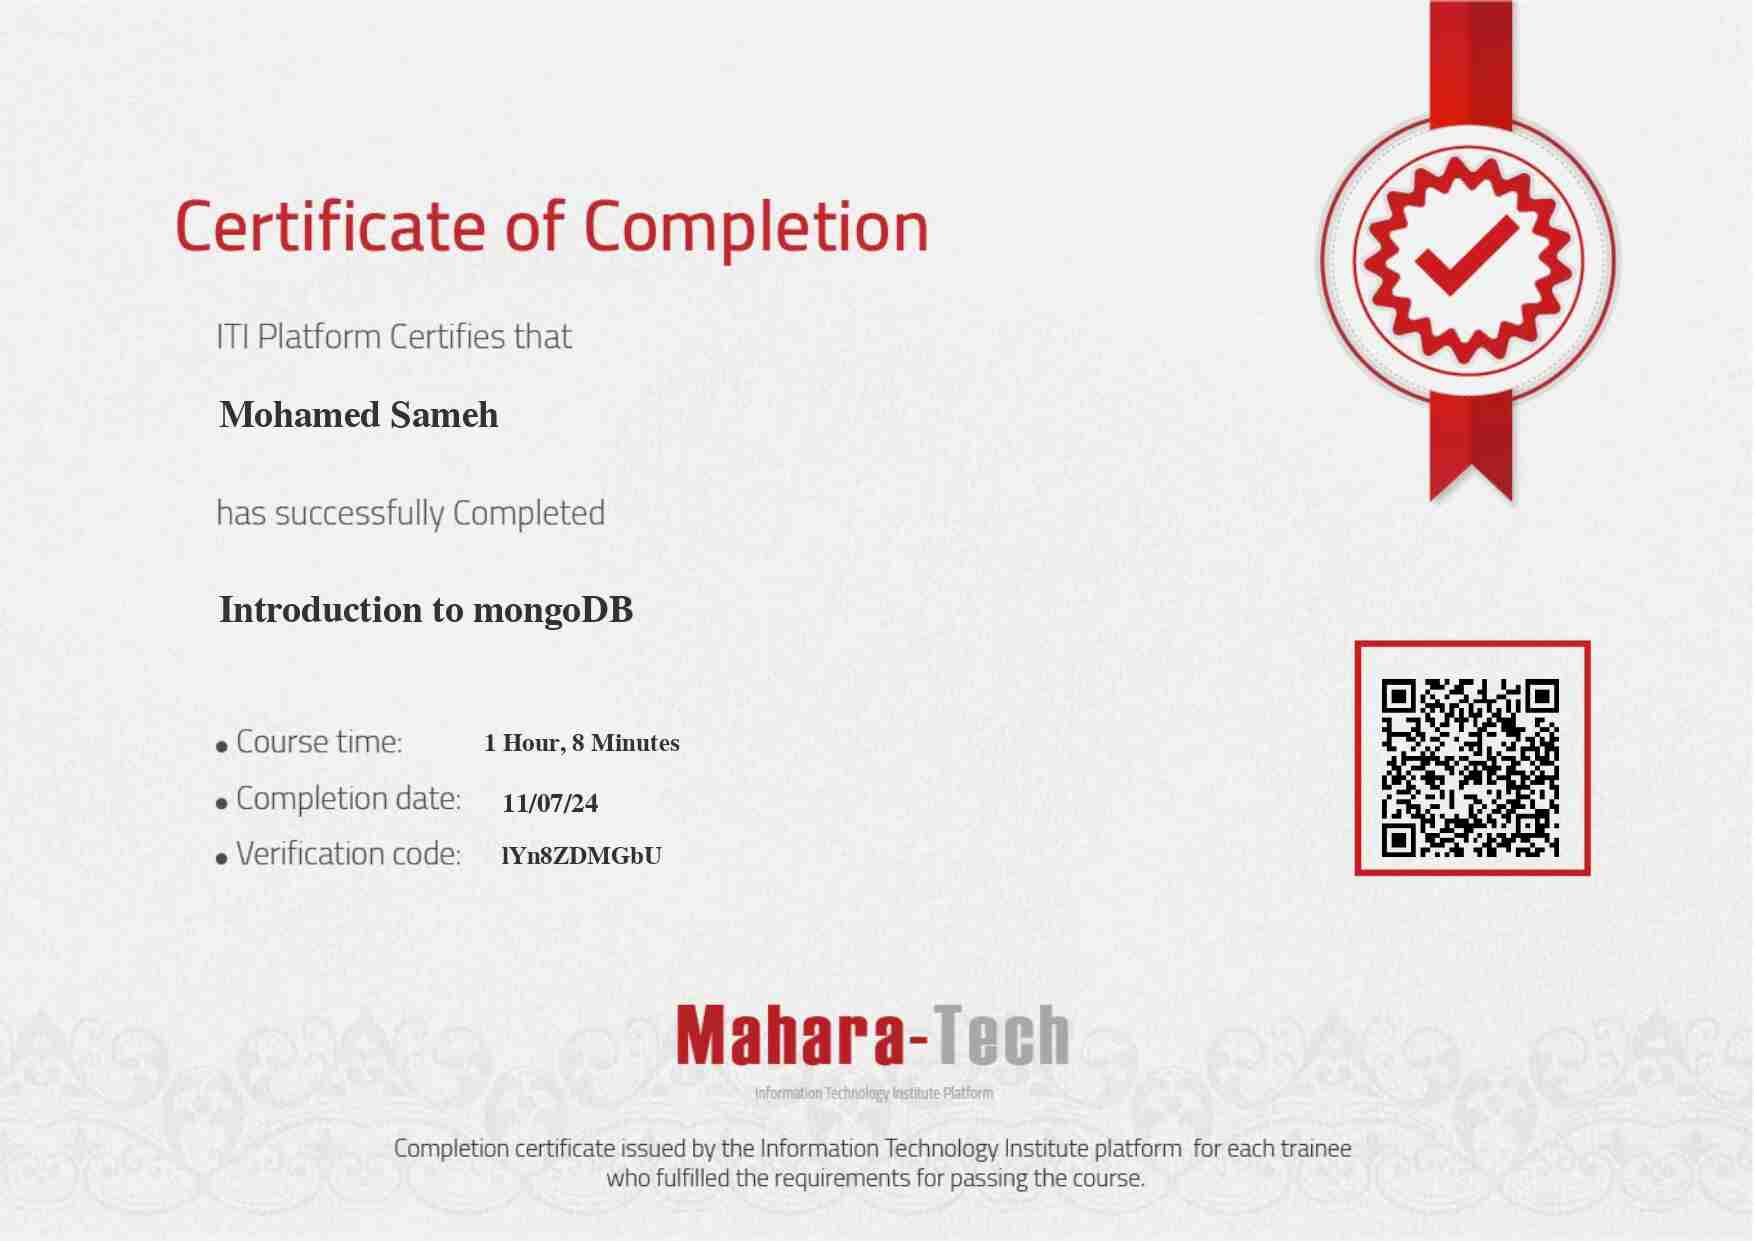 Certificate of Completion
ITI Platform Certifies that
Mohamed Sameh
has successfully Completed
Introduction to mongoDB
• Course time: 1 Hour, 8 Minutes
• Completion date: 11/07/24
• Verification code: lYn8ZDMGbU
Mahara-Tech
Information Technology Institute Platform
Completion certificate issued by the Information Technology Institute platform for each trainee
who fulfilled the requirements for passing the course.